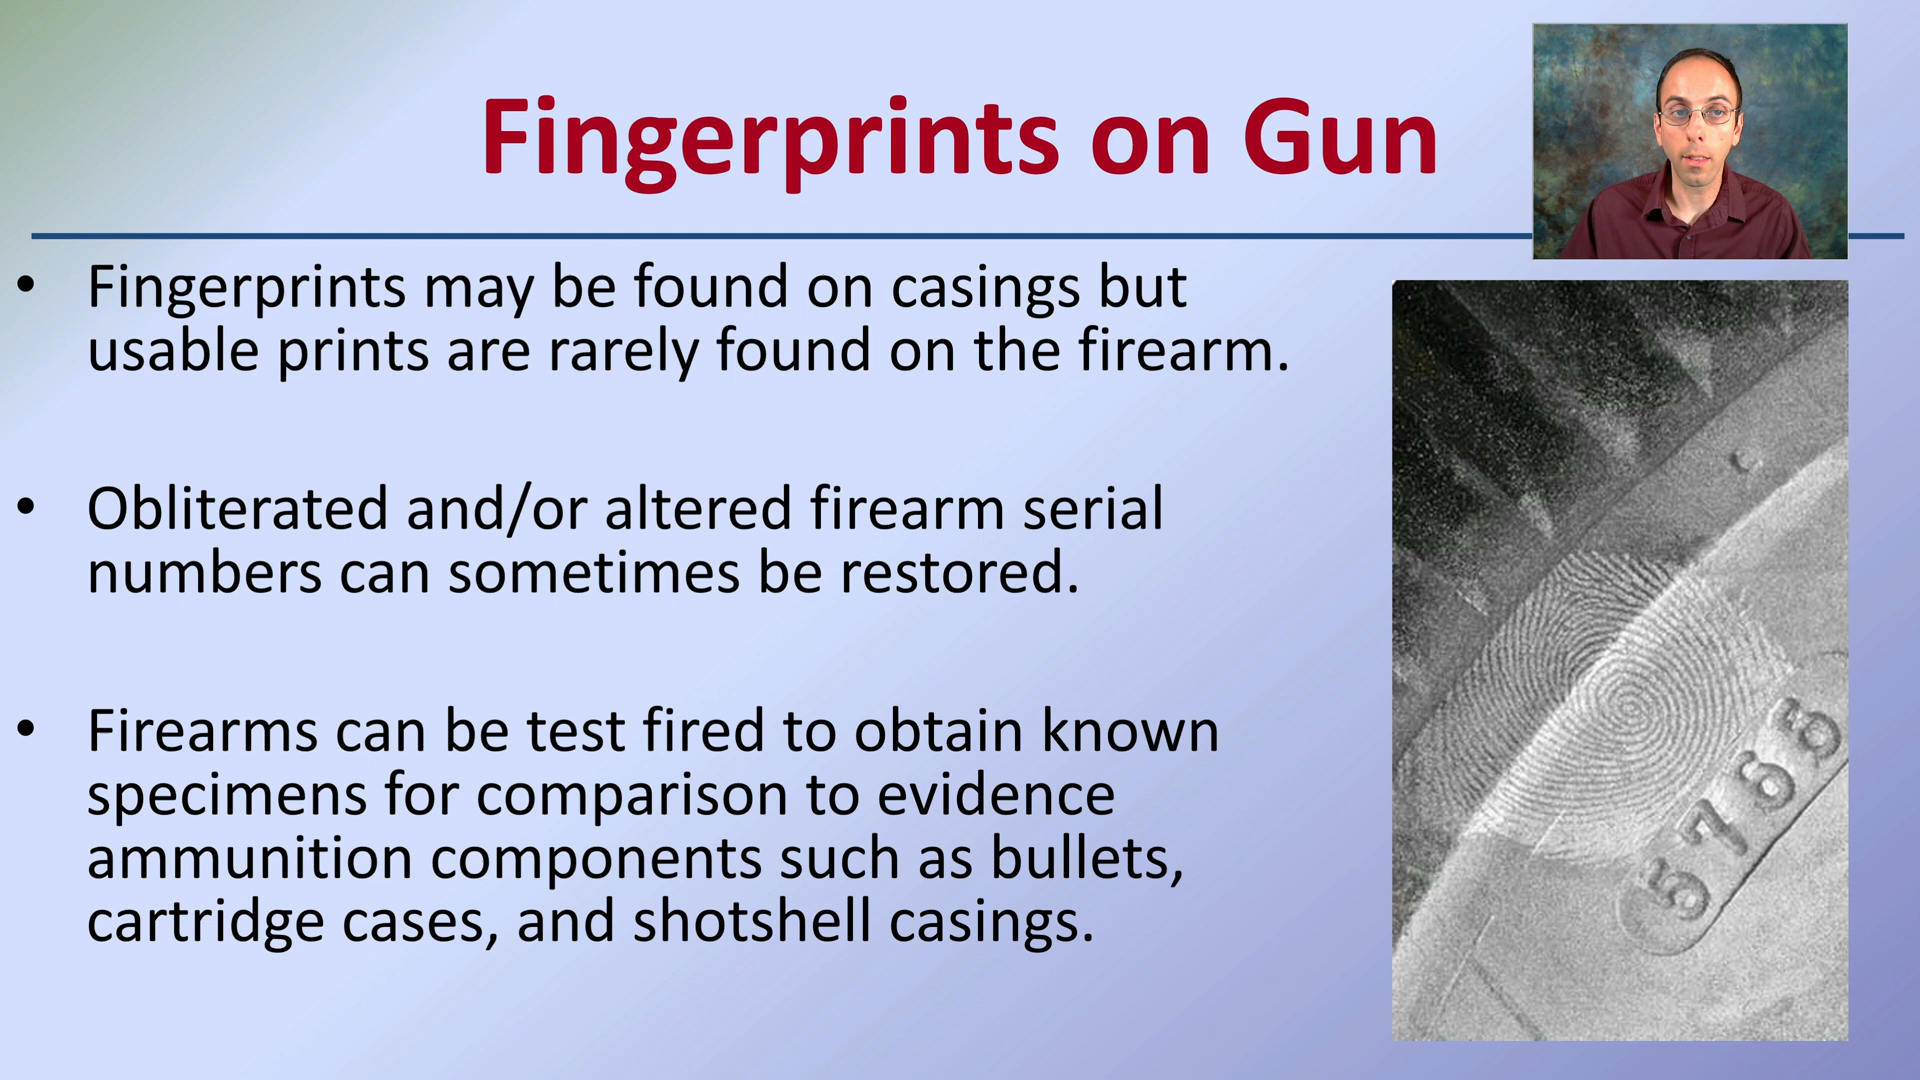 Fingerprints on Gun
• Fingerprints may be found on casings but
usable prints are rarely found on the firearm.
• Obliterated and/or altered firearm serial
numbers can sometimes be restored.
• Firearms can be test fired to obtain known
specimens for comparison to evidence
ammunition components such as bullets,
cartridge cases, and shotshell casings.